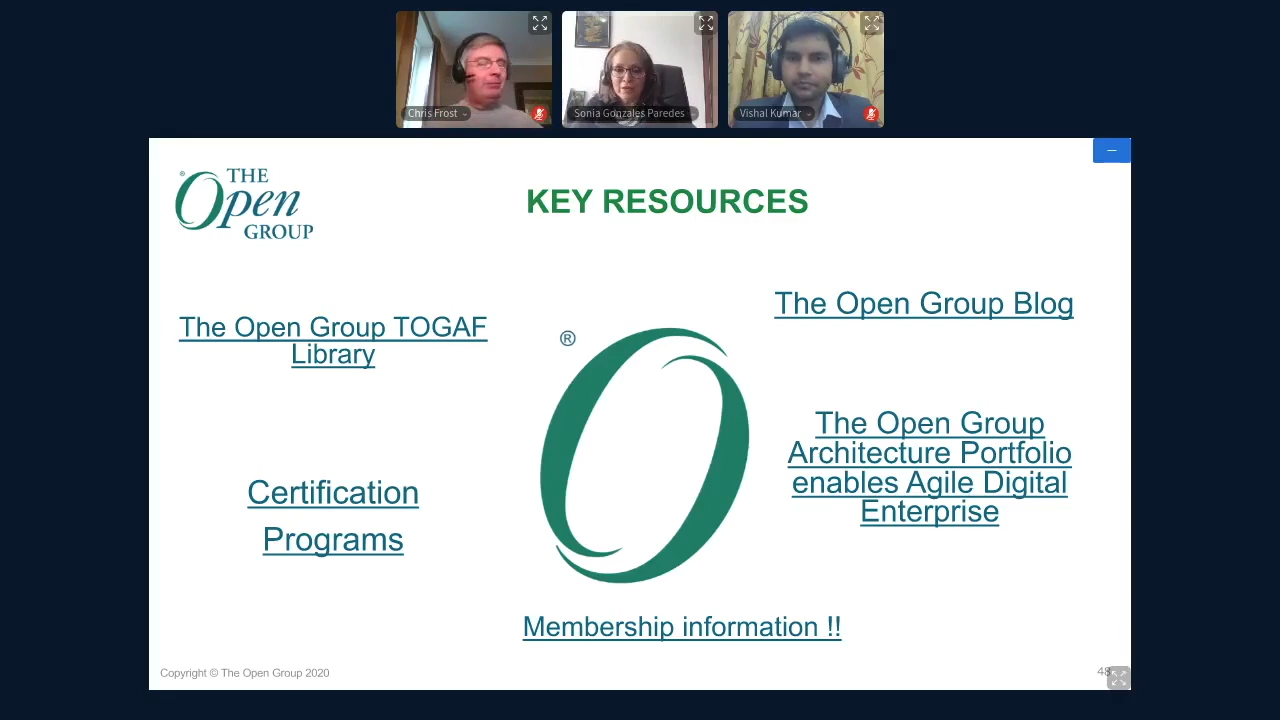 Chris Frost
Sonia Gonzales Paredes
Vishal Kumar
® THE
Open
GROUP
KEY RESOURCES
The Open Group Blog
The Open Group TOGAF
Library
®
The Open Group
Architecture Portfolio
enables Agile Digital
Enterprise
Certification
Programs
Membership information !!
Copyright © The Open Group 2020
48